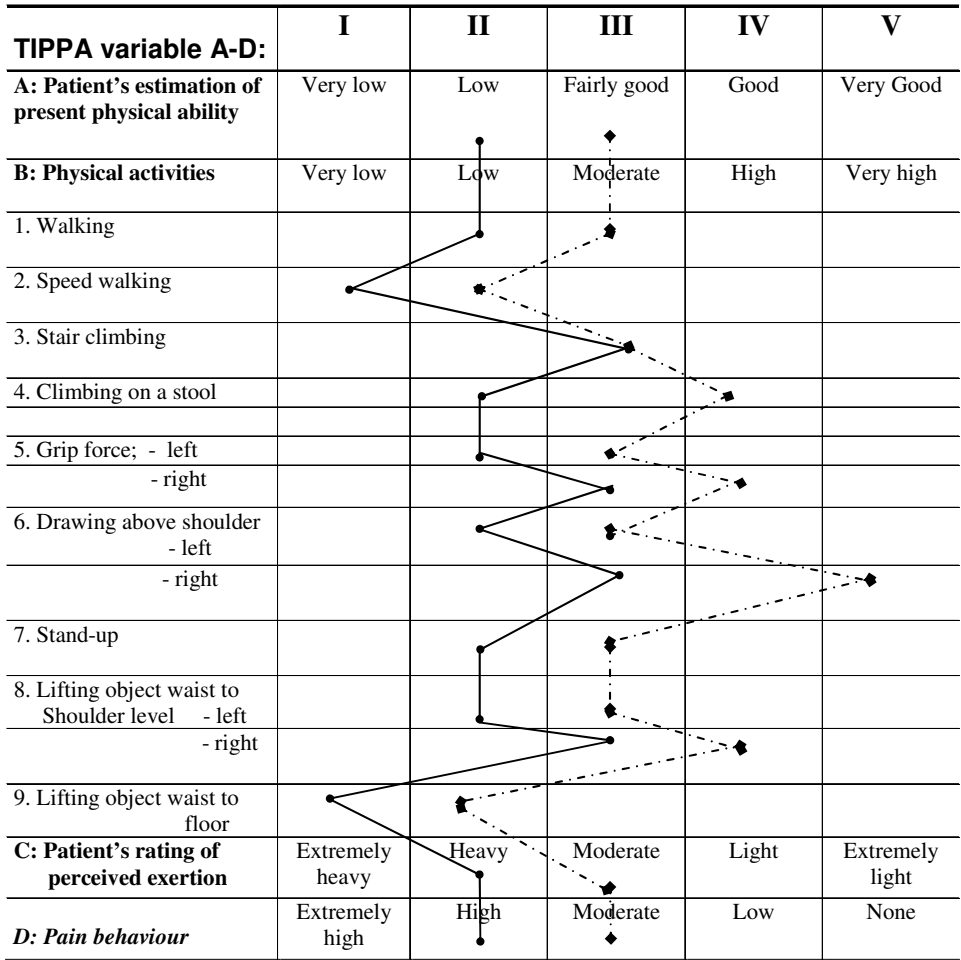 TIPPA variable A-D: I II III IV V
A: Patient's estimation of Very low Low Fairly good Good Very Good
present physical ability
B: Physical activities Very low Low Moderate High Very high
1. Walking
2. Speed walking
3. Stair climbing
4. Climbing on a stool
5. Grip force; - left
- right
6. Drawing above shoulder
- left
- right
7. Stand-up
8. Lifting object waist to
Shoulder level - left
- right
9. Lifting object waist to
floor
C: Patient's rating of Extremely Heavy Moderate Light Extremely
perceived exertion heavy light
Extremely High Moderate Low None
D: Pain behaviour high